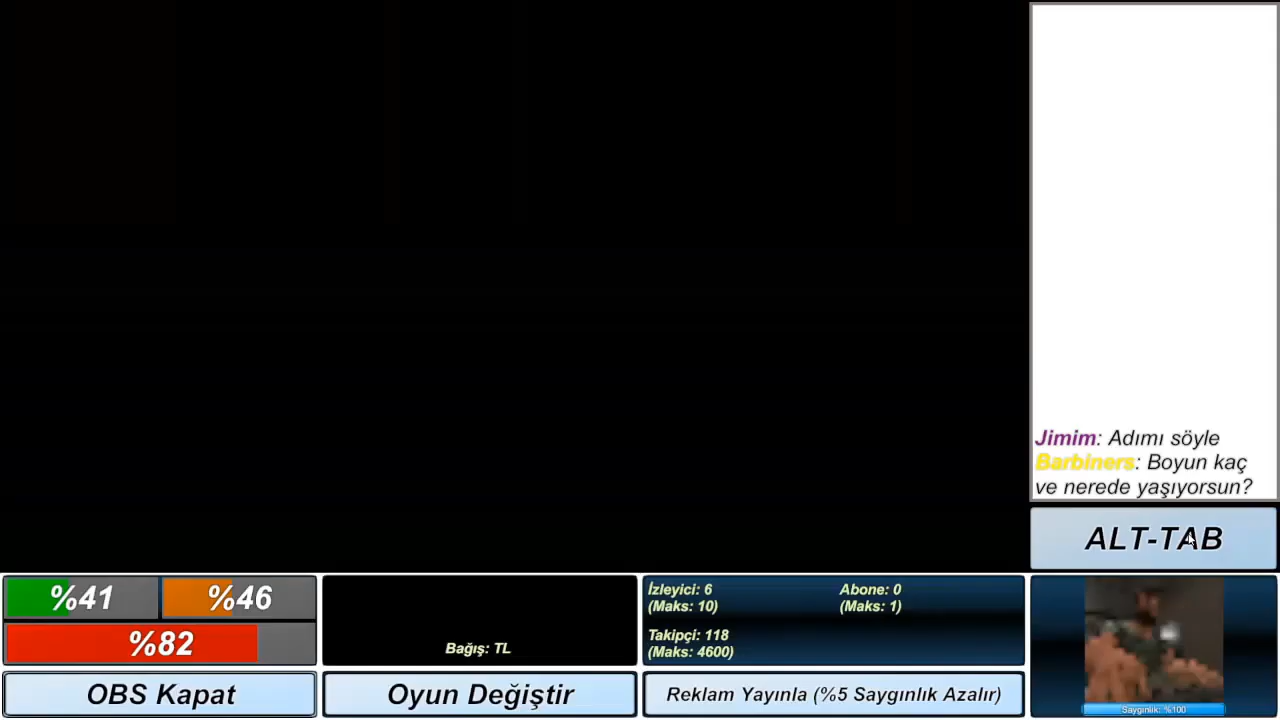 Jimim: Adımı söyle
Barbiners: Boyun kaç
ve nerede yaşıyorsun?
ALT-TAB
%41
%46
%82
Bağış: TL
İzleyici: 6
(Maks: 10)
Abone: 0
(Maks: 1)
Takipçi: 118
(Maks: 4600)
Saygınlık: %100
OBS Kapat
Oyun Değiştir
Reklam Yayınla (%5 Saygınlık Azalır)